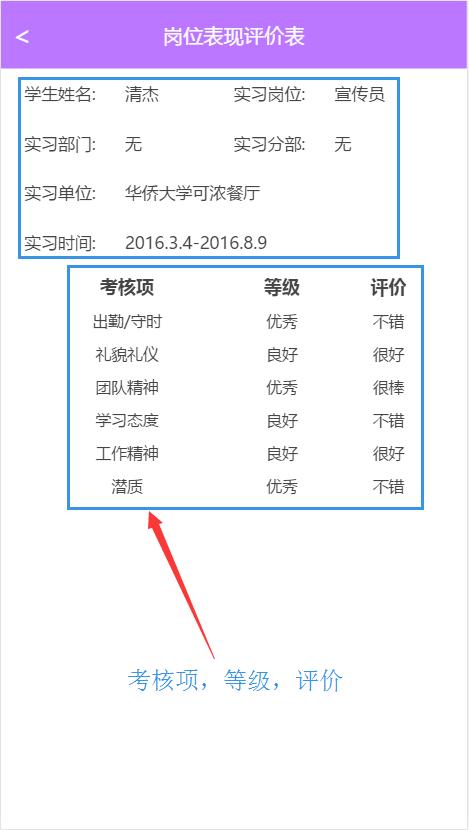 < 岗位表现评价表
学生姓名: 清杰 实习岗位: 宣传员
实习部门: 无 实习分部: 无
实习单位: 华侨大学可浓餐厅
实习时间: 2016.3.4-2016.8.9
考核项 等级 评价
出勤/守时 优秀 不错
礼貌礼仪 良好 很好
团队精神 优秀 很棒
学习态度 良好 不错
工作精神 良好 很好
潜质 优秀 不错
考核项，等级，评价